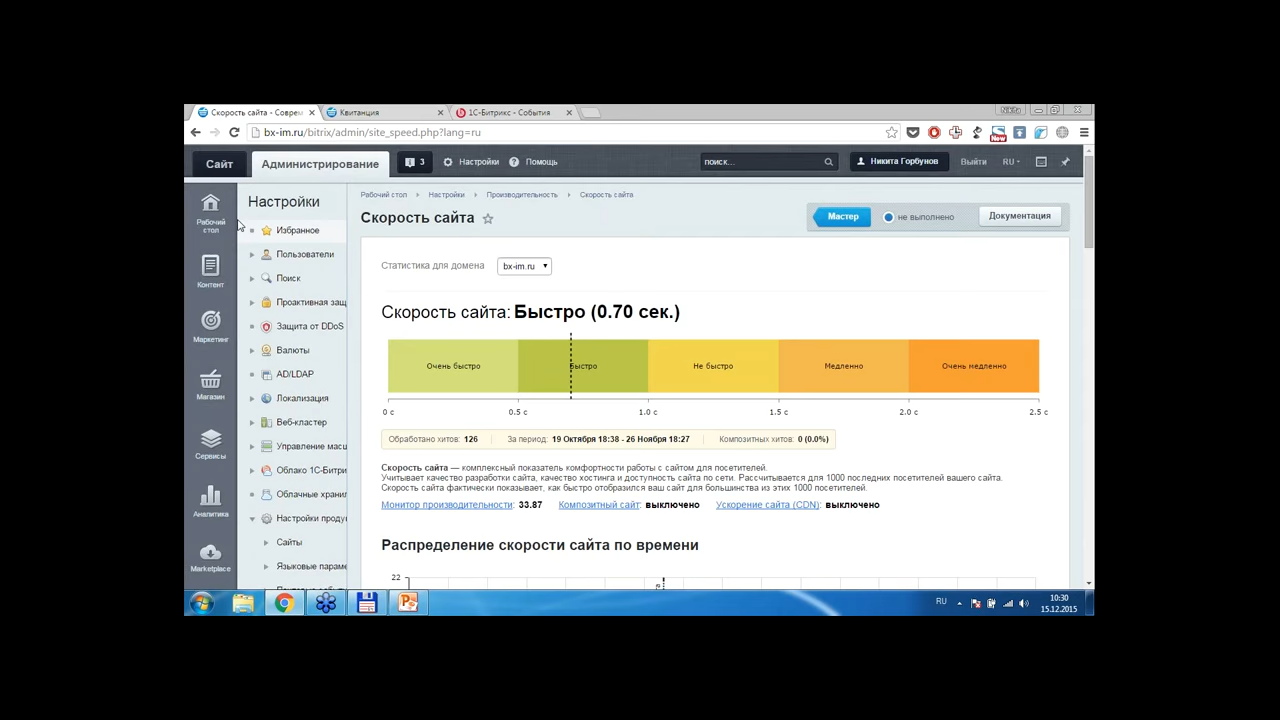 Скорость сайта - Соврем
Квитанция
1С-Битрикс - События
Nikita
bx-im.ru/bitrix/admin/site_speed.php?lang=ru
New
Сайт
Администрирование
3
Настройки
Помощь
поиск...
Никита Горбунов
Выйти
RU
Рабочий стол
Контент
Маркетинг
Магазин
Сервисы
Аналитика
Marketplace
Настройки
Избранное
Пользователи
Поиск
Проактивная защ
Защита от DDoS
Валюты
AD/LDAP
Локализация
Веб-кластер
Управление масш
Облако 1С-Битри
Облачные хранил
Настройки проду
Сайты
Языковые параме
Рабочий стол
Настройки
Производительность
Скорость сайта
Скорость сайта
Мастер
не выполнено
Документация
Статистика для домена bx-im.ru
Скорость сайта: Быстро (0.70 сек.)
Очень быстро
Быстро
Не быстро
Медленно
Очень медленно
0 с
0.5 с
1.0 с
1.5 с
2.0 с
2.5 с
Обработано хитов: 126
За период: 19 Октября 18:38 - 26 Ноября 18:27
Композитных хитов: 0 (0.0%)
Скорость сайта — комплексный показатель комфортности работы с сайтом для посетителей.
Учитывает качество разработки сайта, качество хостинга и доступность сайта по сети. Рассчитывается для 1000 последних посетителей вашего сайта.
Скорость сайта фактически показывает, как быстро отобразился ваш сайт для большинства из этих 1000 посетителей.
Монитор производительности: 33.87
Композитный сайт: выключено
Ускорение сайта (CDN): выключено
Распределение скорости сайта по времени
22
RU
10:30
15.12.2015